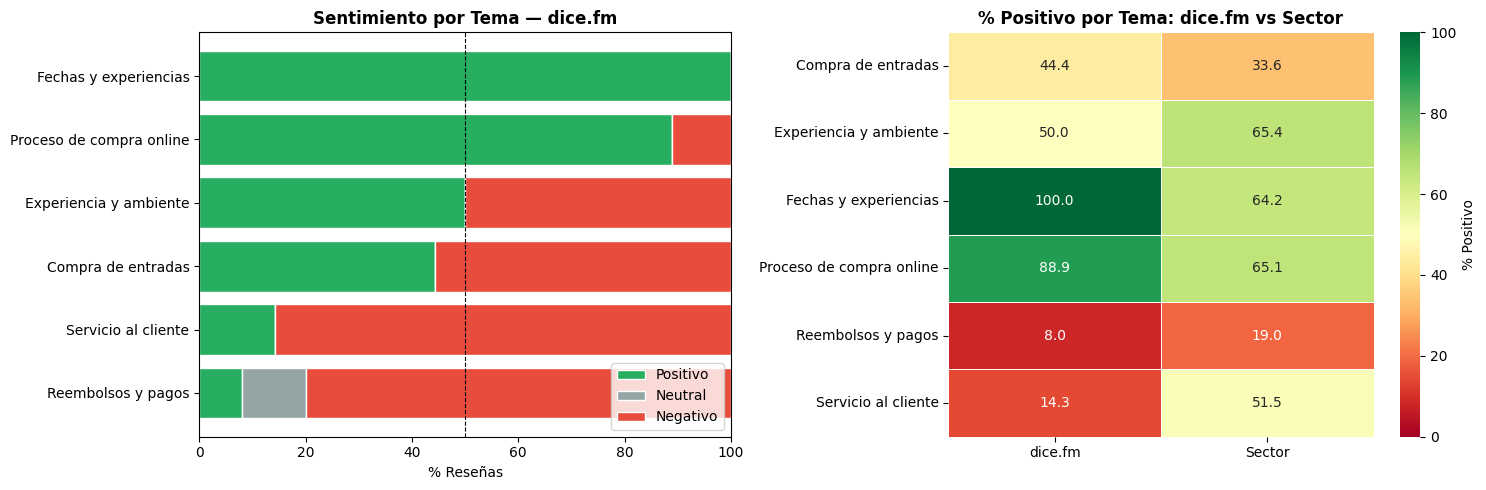 Sentimiento por Tema — dice.fm
Fechas y experiencias
Proceso de compra online
Experiencia y ambiente
Compra de entradas
Servicio al cliente
Reembolsos y pagos
Positivo
Neutral
Negativo
0 20 40 60 80 100
% Reseñas
% Positivo por Tema: dice.fm vs Sector
Compra de entradas 44.4 33.6
Experiencia y ambiente 50.0 65.4
Fechas y experiencias 100.0 64.2
Proceso de compra online 88.9 65.1
Reembolsos y pagos 8.0 19.0
Servicio al cliente 14.3 51.5
dice.fm Sector
100
80
60
40
20
0
% Positivo